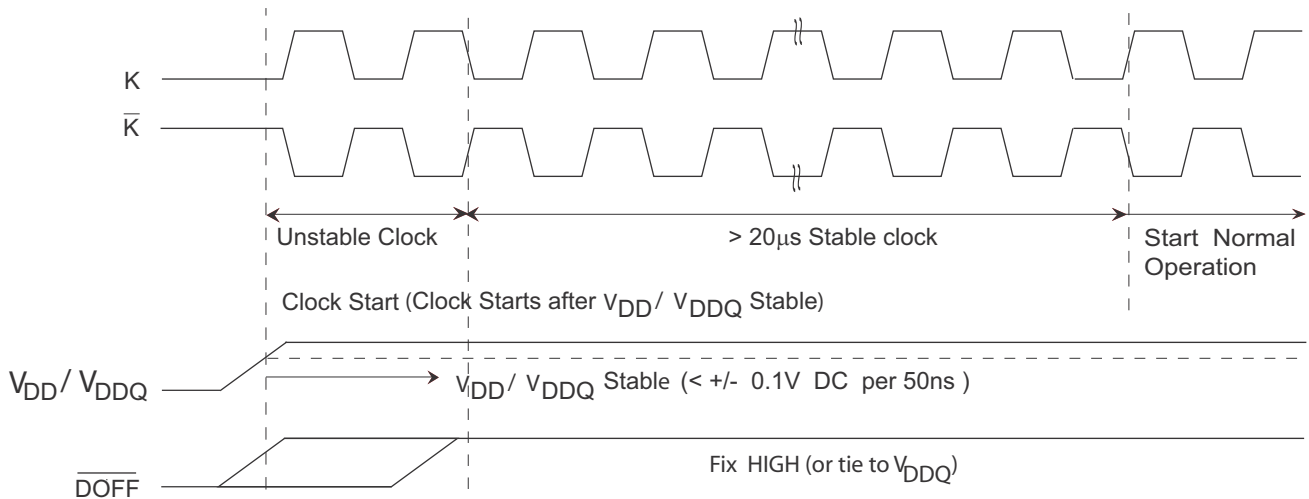 K
K̅
Unstable Clock
> 20μs Stable clock
Start Normal
Operation
Clock Start (Clock Starts after VDD/ VDDQ Stable)
VDD/ VDDQ
VDD/ VDDQ Stable (< +/- 0.1V DC per 50ns )
D̅O̅F̅F̅
Fix HIGH (or tie to VDDQ)